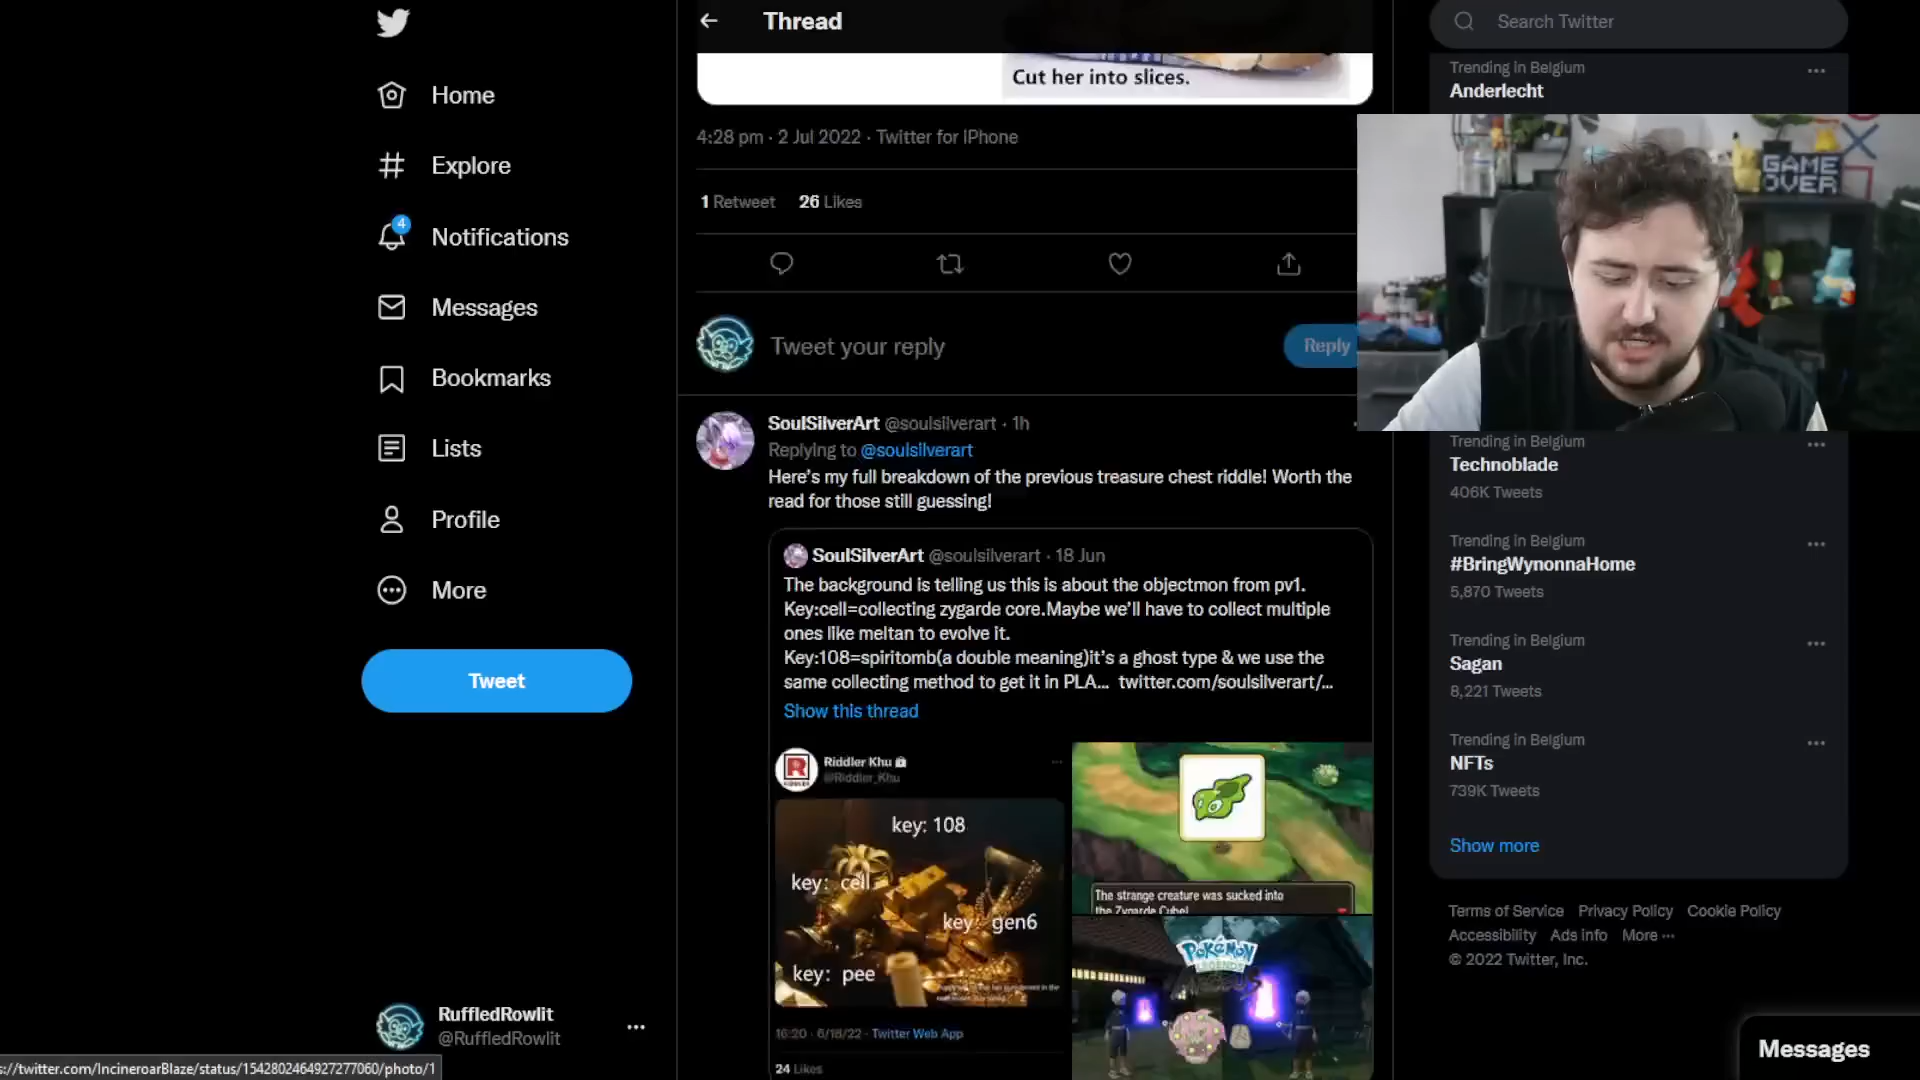 Thread
Search Twitter
Home
Explore
4
Notifications
Messages
Bookmarks
Lists
Profile
More
Tweet
RuffledRowlit
@RuffledRowlit
s://twitter.com/IncineroarBlaze/status/1542802464927277060/photo/1
Cut her into slices.
4:28 pm · 2 Jul 2022 · Twitter for iPhone
1 Retweet 26 Likes
Tweet your reply
Reply
SoulSilverArt @soulsilverart · 1h
Replying to @soulsilverart
Here's my full breakdown of the previous treasure chest riddle! Worth the
read for those still guessing!
SoulSilverArt @soulsilverart · 18 Jun
The background is telling us this is about the objectmon from pv1.
Key:cell=collecting zygarde core.Maybe we'll have to collect multiple
ones like meltan to evolve it.
Key:108=spiritomb(a double meaning)it's a ghost type & we use the
same collecting method to get it in PLA... twitter.com/soulsilverart/...
Show this thread
Riddler Khu
@Riddler_Khu
key: 108
key: cell
key: gen6
key: pee
16:20 · 6/18/22 · Twitter Web App
24 Likes
The strange creature was sucked into
the Zygarde Cube!
POKéMON
LEGENDS
ARCEUS
Trending in Belgium
Anderlecht
GAME
OVER
Trending in Belgium
Technoblade
406K Tweets
Trending in Belgium
#BringWynonnaHome
5,870 Tweets
Trending in Belgium
Sagan
8,221 Tweets
Trending in Belgium
NFTs
739K Tweets
Show more
Terms of Service Privacy Policy Cookie Policy
Accessibility Ads info More ···
© 2022 Twitter, Inc.
Messages